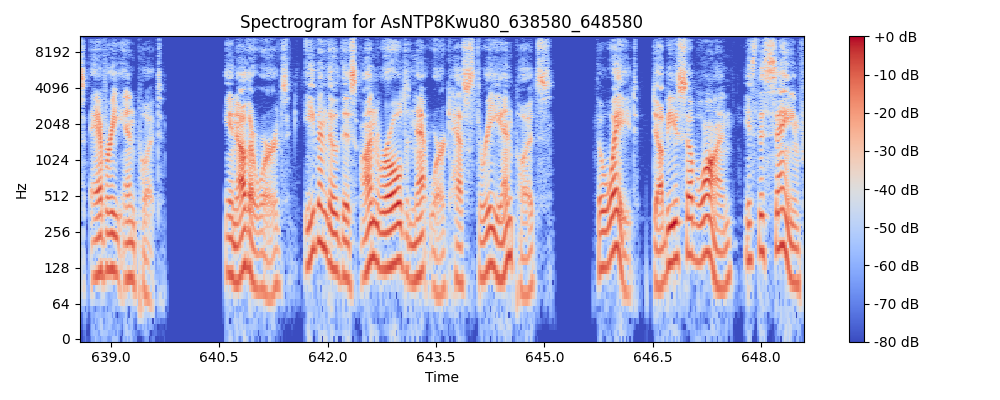 Spectrogram for AsNTP8Kwu80_638580_648580
8192
4096
2048
1024
512
256
128
64
0
Hz
639.0 640.5 642.0 643.5 645.0 646.5 648.0
Time
+0 dB
-10 dB
-20 dB
-30 dB
-40 dB
-50 dB
-60 dB
-70 dB
-80 dB